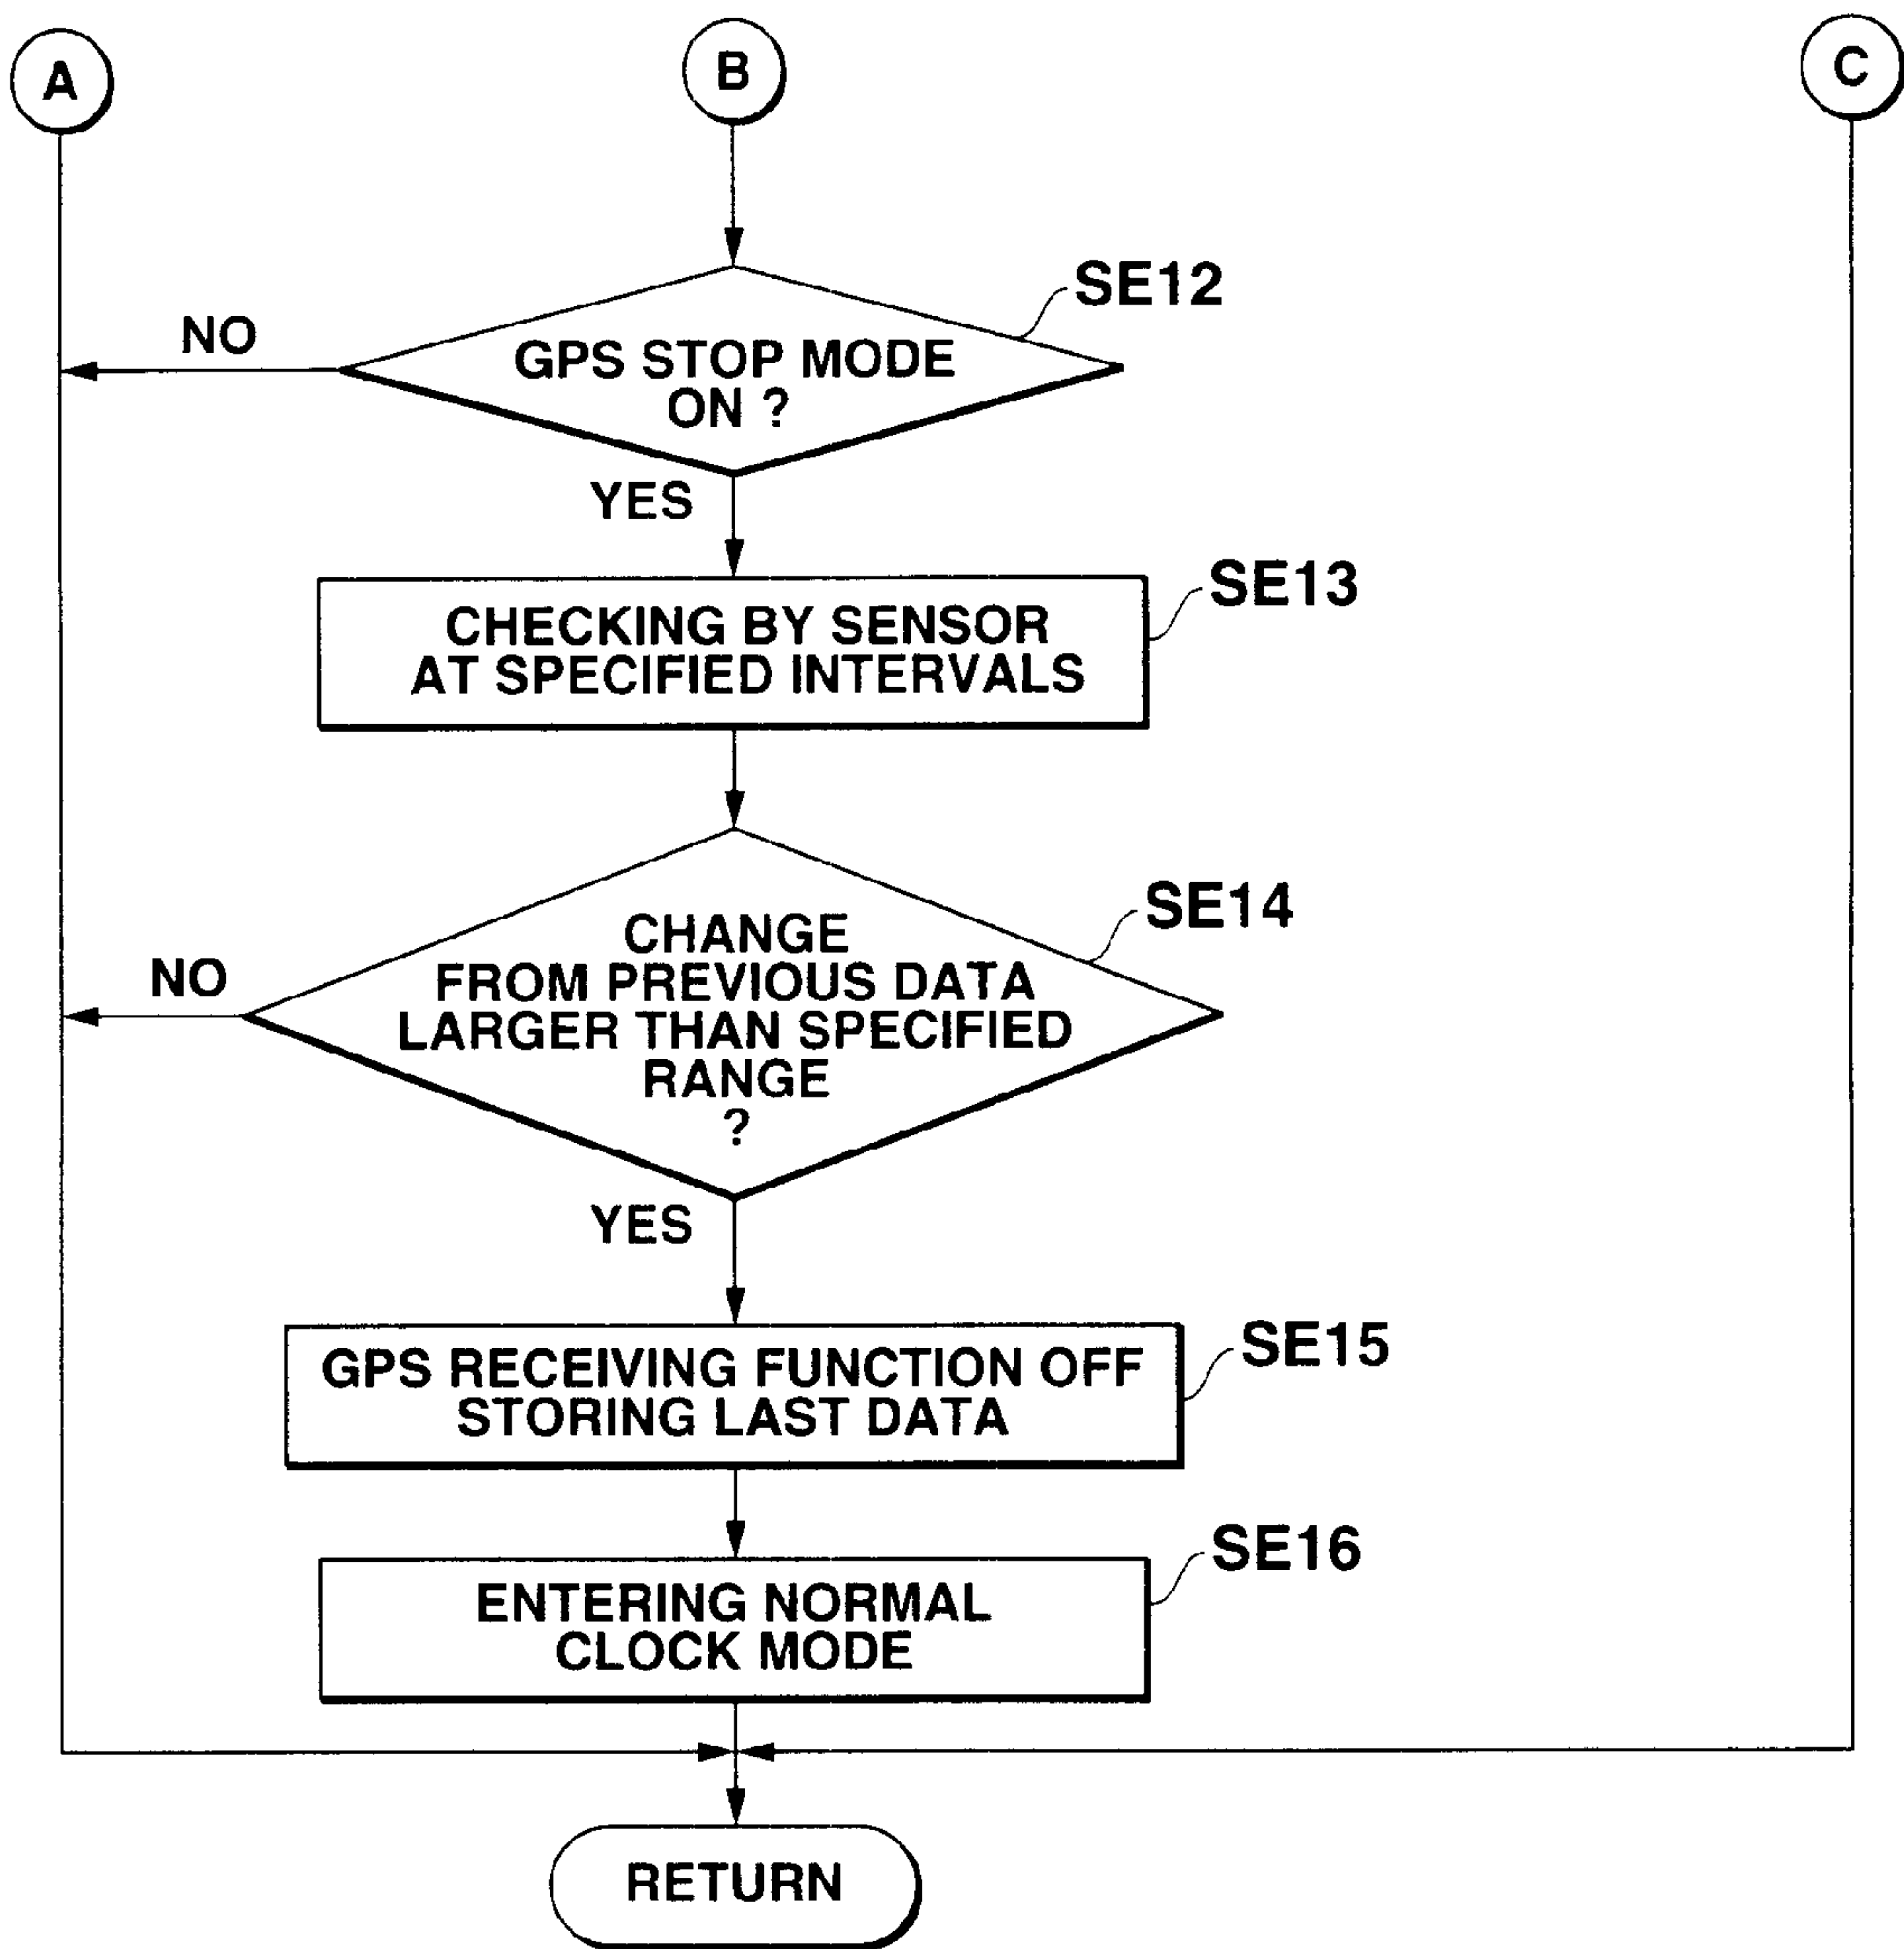 A
B
C
SE12
NO
GPS STOP MODE
ON ?
YES
SE13
CHECKING BY SENSOR
AT SPECIFIED INTERVALS
SE14
NO
CHANGE
FROM PREVIOUS DATA
LARGER THAN SPECIFIED
RANGE
?
YES
SE15
GPS RECEIVING FUNCTION OFF
STORING LAST DATA
SE16
ENTERING NORMAL
CLOCK MODE
RETURN